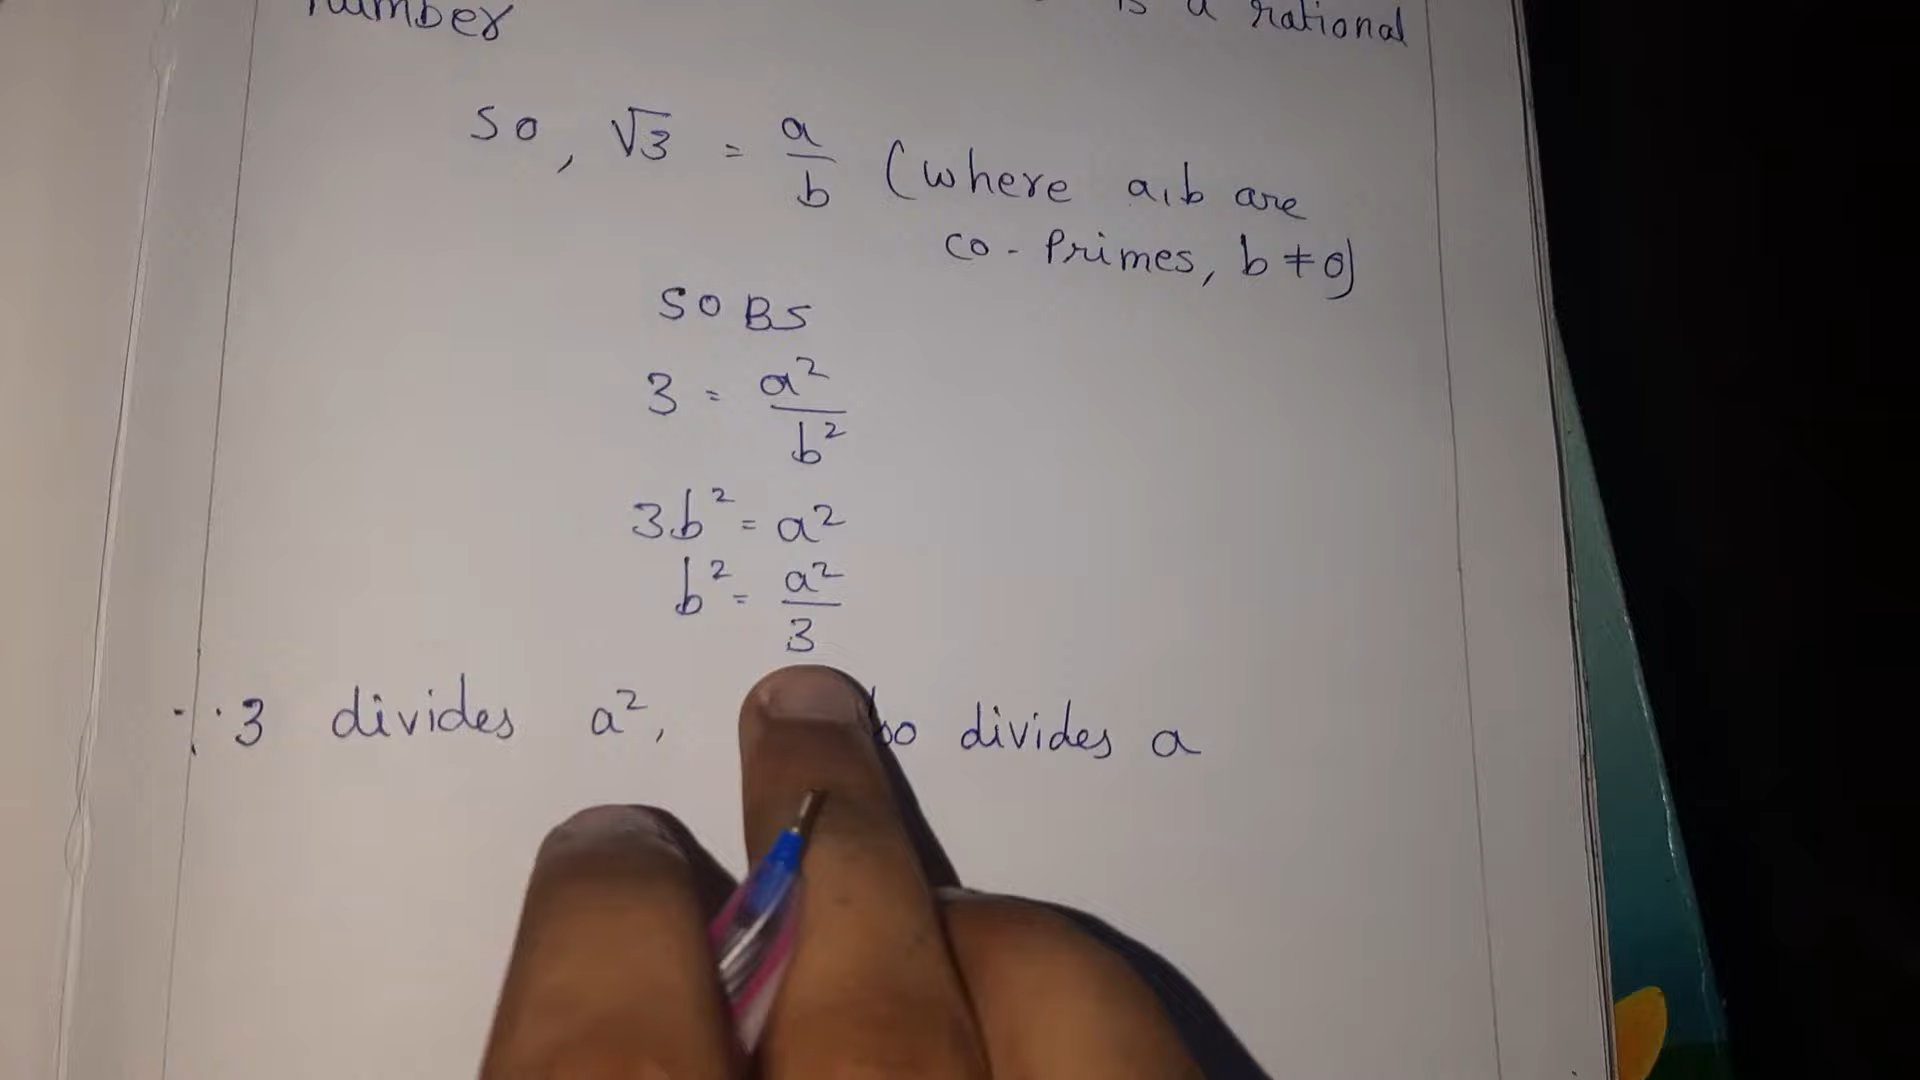 number is a rational
So, √3 = a/b (where a,b are
co-Primes, b ≠ 0)
SOBS
3 = a²/b²
3b² = a²
b² = a²/3
∵ 3 divides a², divides a